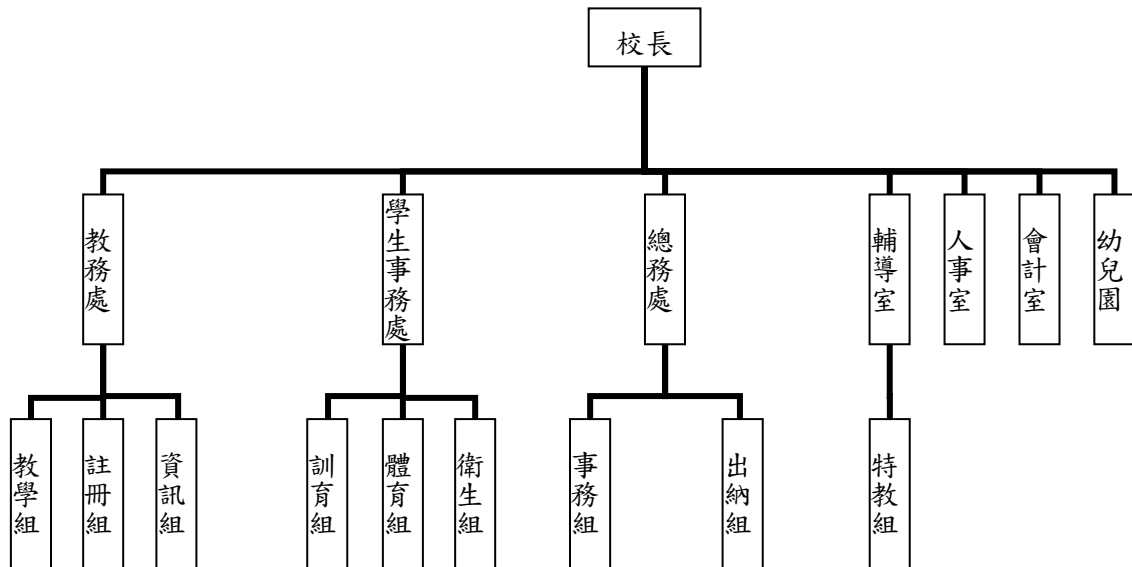 校長
教務處
學生事務處
總務處
輔導室
人事室
會計室
幼兒園
教學組
註冊組
資訊組
訓育組
體育組
衛生組
事務組
出納組
特教組